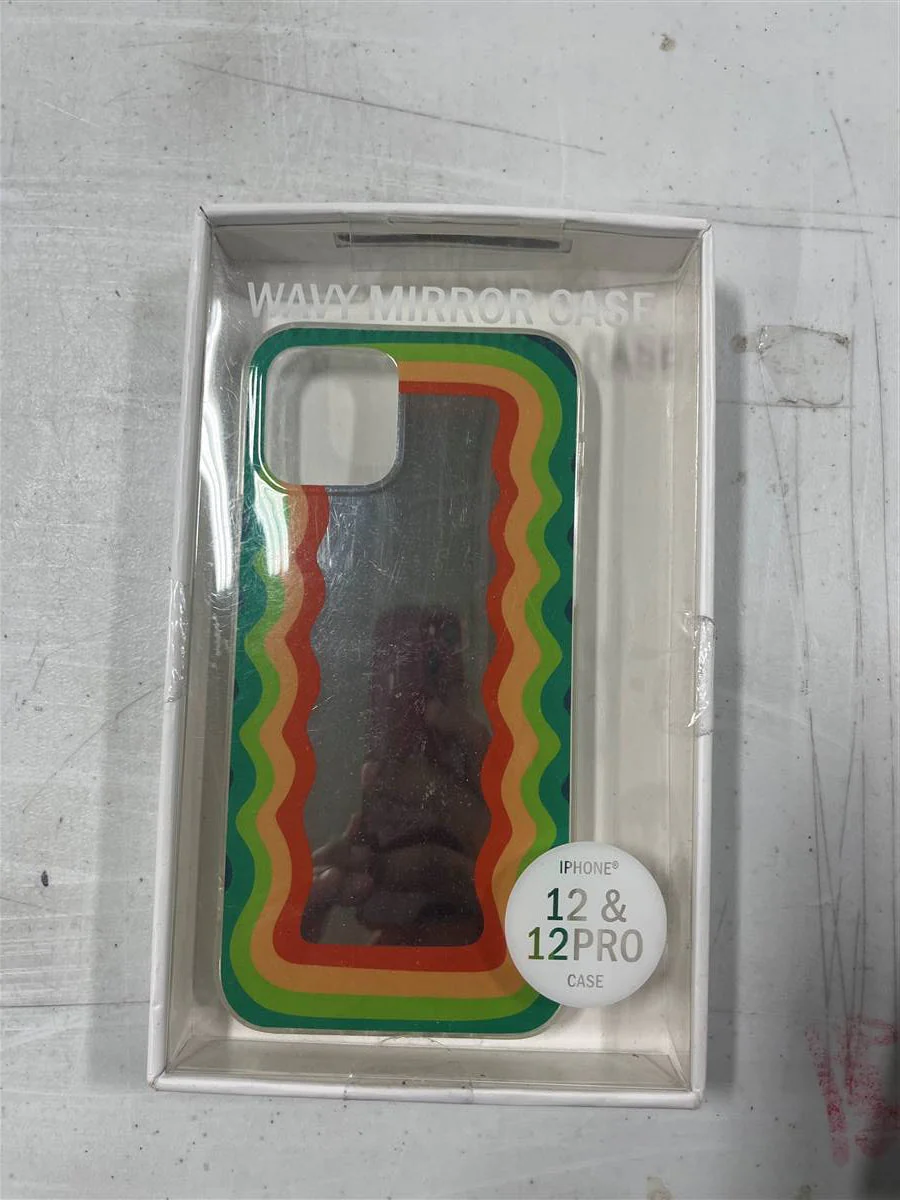 WAVY MIRROR CASE
IPHONE®
12 &
12PRO
CASE